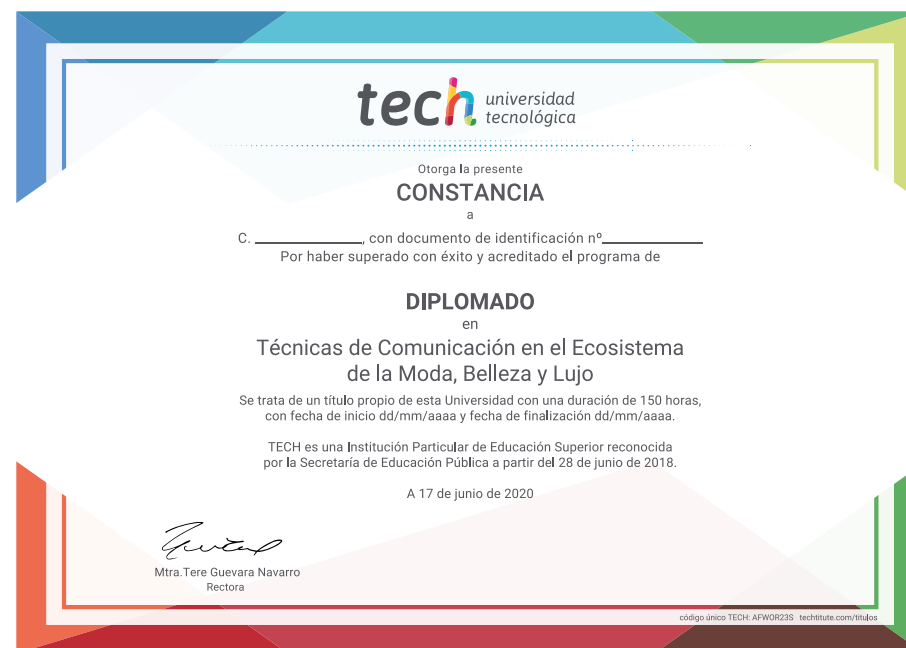 tech universidad
tecnológica
Otorga la presente
CONSTANCIA
a
C. ______________, con documento de identificación nº______________
Por haber superado con éxito y acreditado el programa de
DIPLOMADO
en
Técnicas de Comunicación en el Ecosistema
de la Moda, Belleza y Lujo
Se trata de un título propio de esta Universidad con una duración de 150 horas,
con fecha de inicio dd/mm/aaaa y fecha de finalización dd/mm/aaaa.
TECH es una Institución Particular de Educación Superior reconocida
por la Secretaría de Educación Pública a partir del 28 de junio de 2018.
A 17 de junio de 2020
Mtra.Tere Guevara Navarro
Rectora
código único TECH: AFWOR23S techtitute.com/titulos